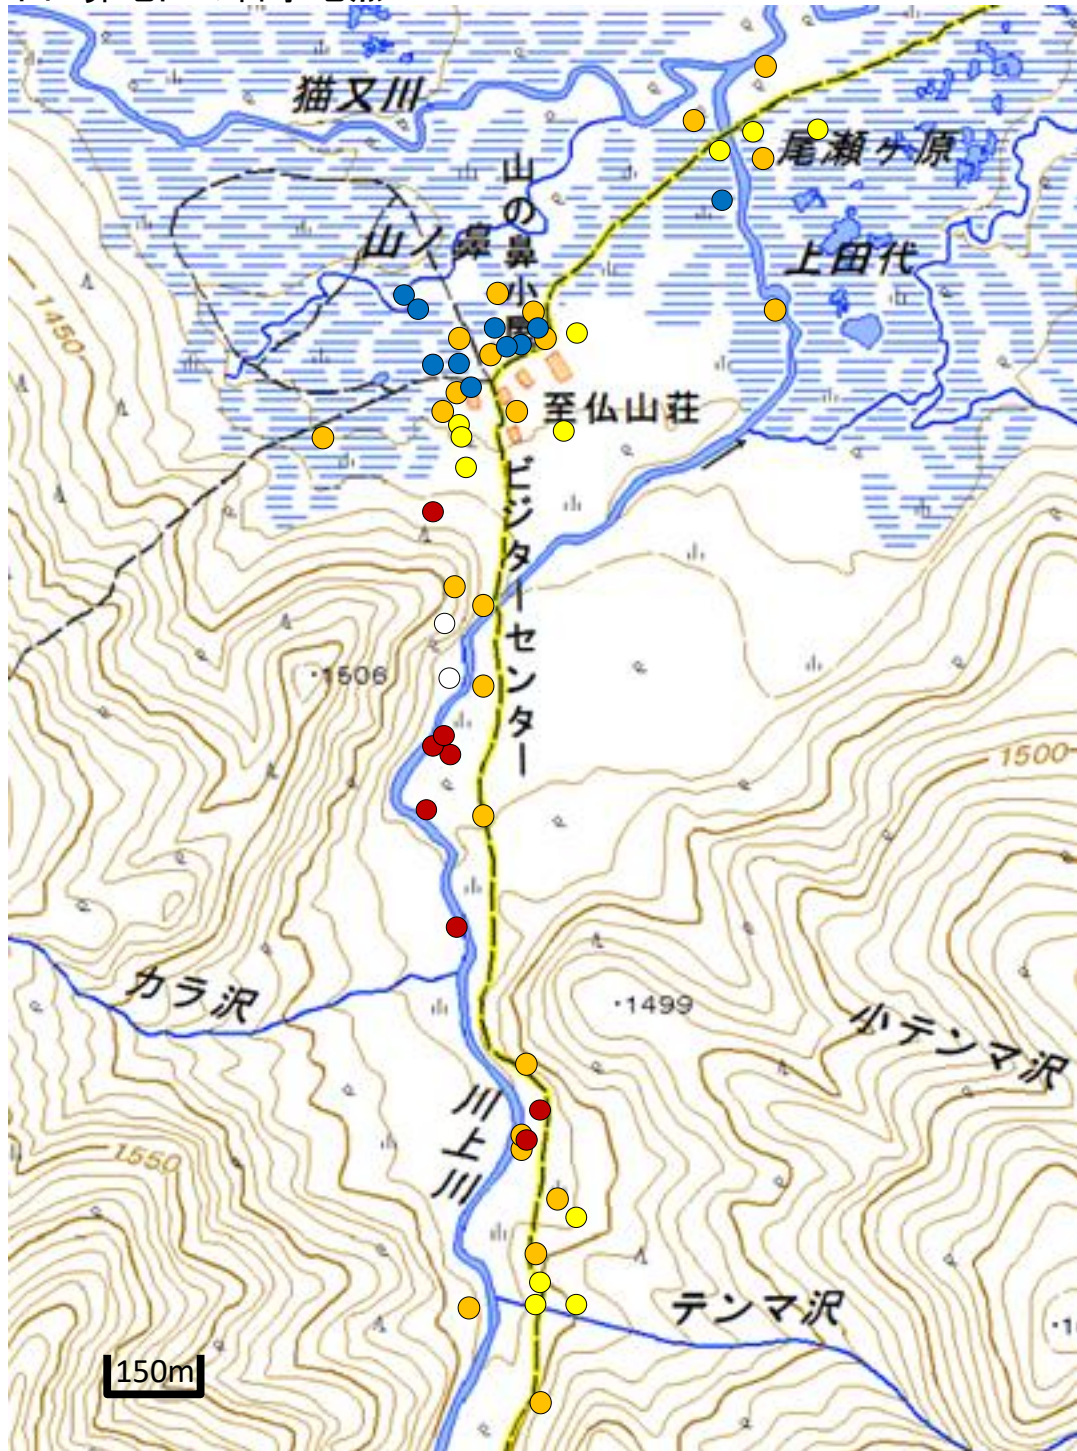 猫又川
尾瀬ヶ原
山の鼻小屋
山ノ鼻
上田代
1450
至仏山荘
ビジターセンター
1506
1500
カラ沢
1499
小テンマ沢
川上川
1550
テンマ沢
150m